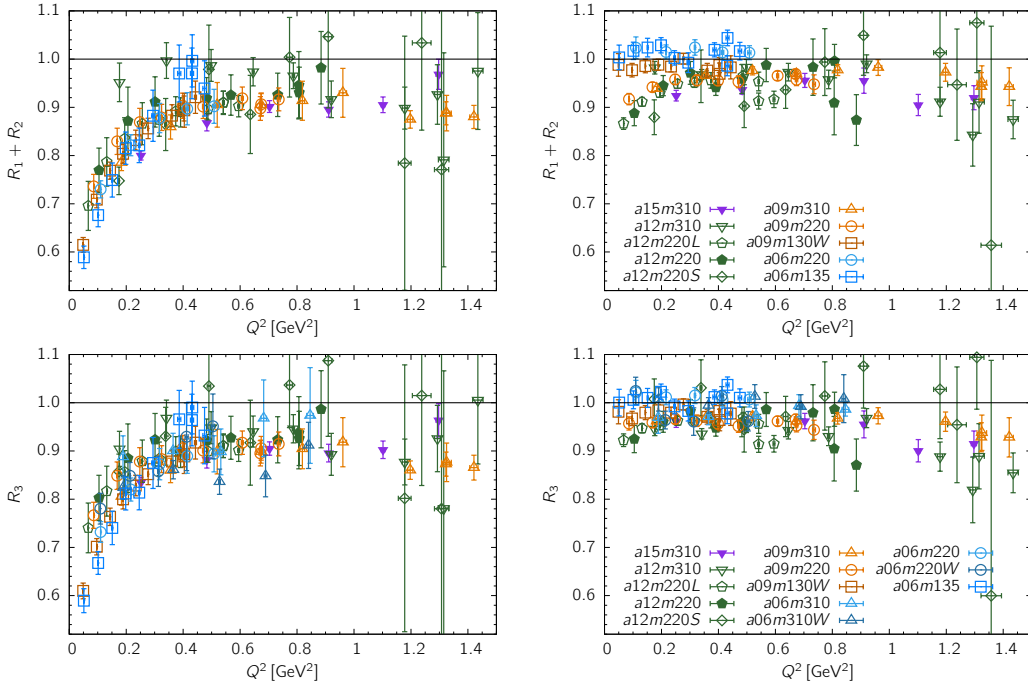 1.1
1.0
0.9
0.8
0.7
0.6
R₁ + R₂
0 0.2 0.4 0.6 0.8 1 1.2 1.4
Q² [GeV²]
1.1
1.0
0.9
0.8
0.7
0.6
R₁ + R₂
a15m310
a12m310
a12m220L
a12m220
a12m220S
a09m310
a09m220
a09m130W
a06m220
a06m135
0 0.2 0.4 0.6 0.8 1 1.2 1.4
Q² [GeV²]
1.1
1.0
0.9
0.8
0.7
0.6
R₃
0 0.2 0.4 0.6 0.8 1 1.2 1.4
Q² [GeV²]
1.1
1.0
0.9
0.8
0.7
0.6
R₃
a15m310
a12m310
a12m220L
a12m220
a12m220S
a09m310
a09m220
a09m130W
a06m310
a06m310W
a06m220
a06m220W
a06m135
0 0.2 0.4 0.6 0.8 1 1.2 1.4
Q² [GeV²]